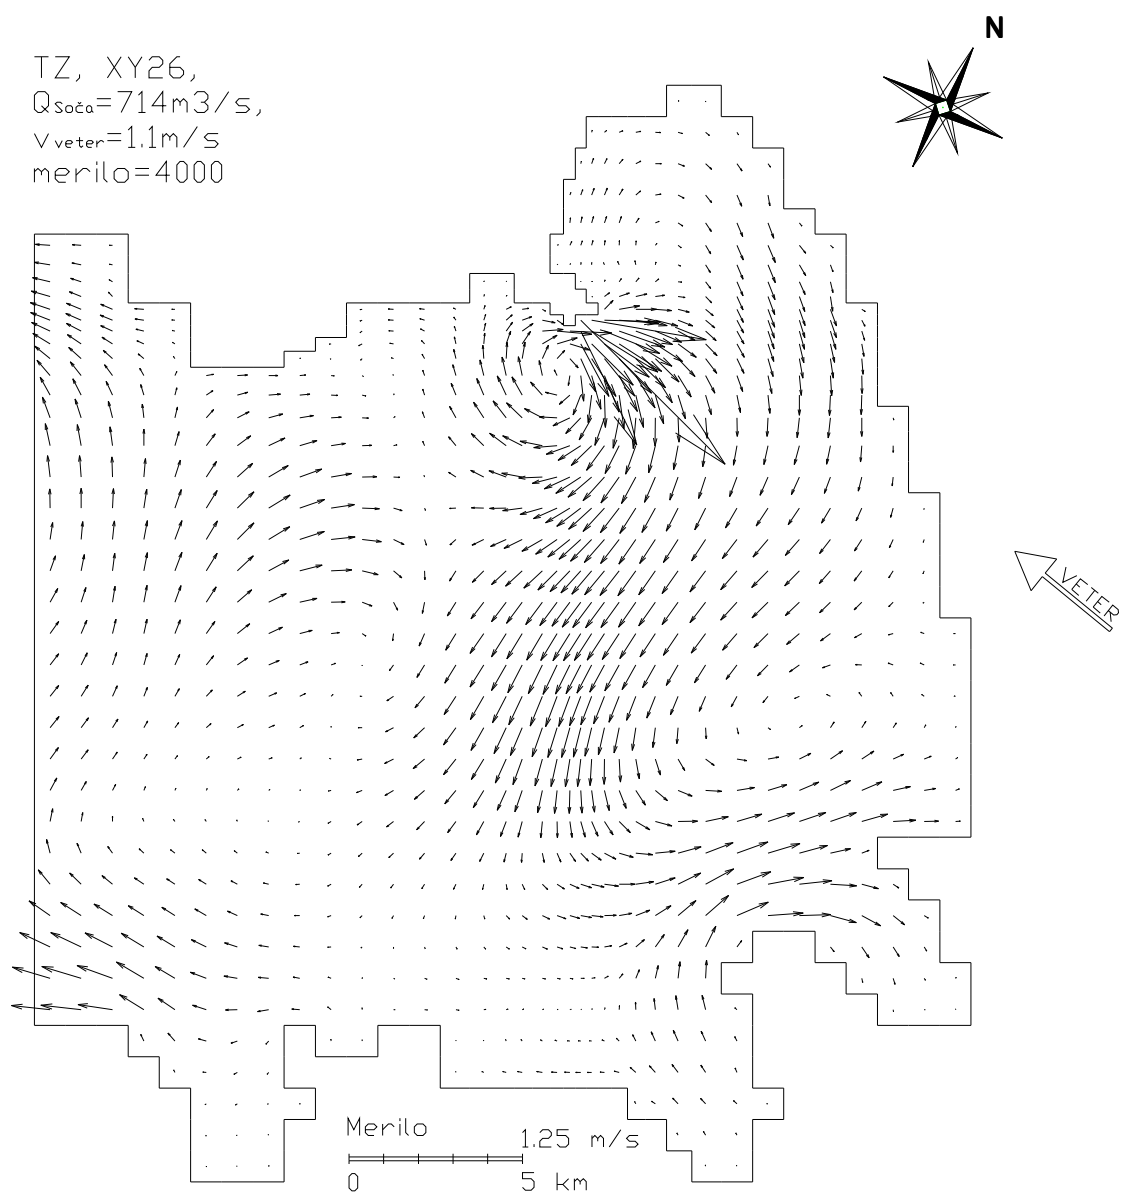 N
TZ, XY26,
QSoča=714m3/s,
Vveter=1.1m/s
merilo=4000
VETER
Merilo
1.25 m/s
0
5 km